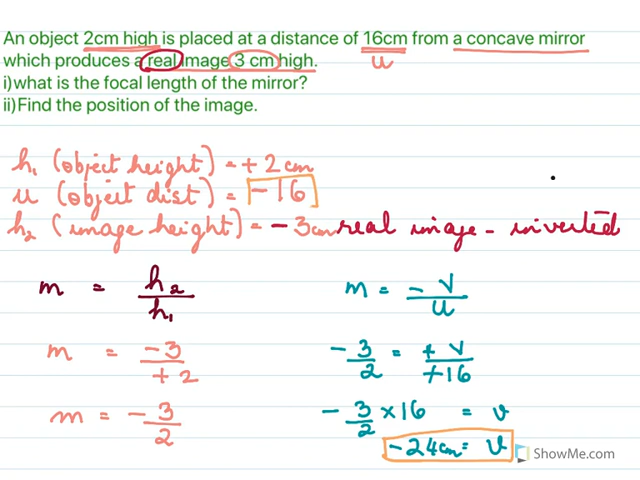 An object 2cm high is placed at a distance of 16cm from a concave mirror
which produces a real image 3 cm high.
u
i)what is the focal length of the mirror?
ii)Find the position of the image.
h₁ (object height) = +2cm
u (object dist) = -16
h₂ (image height) = -3cm real image - inverted
m = h₂/h₁
m = -3/+2
m = -3/2
m = -v/u
-3/2 = +v/+16
-3/2 × 16 = v
-24cm = v
ShowMe.com